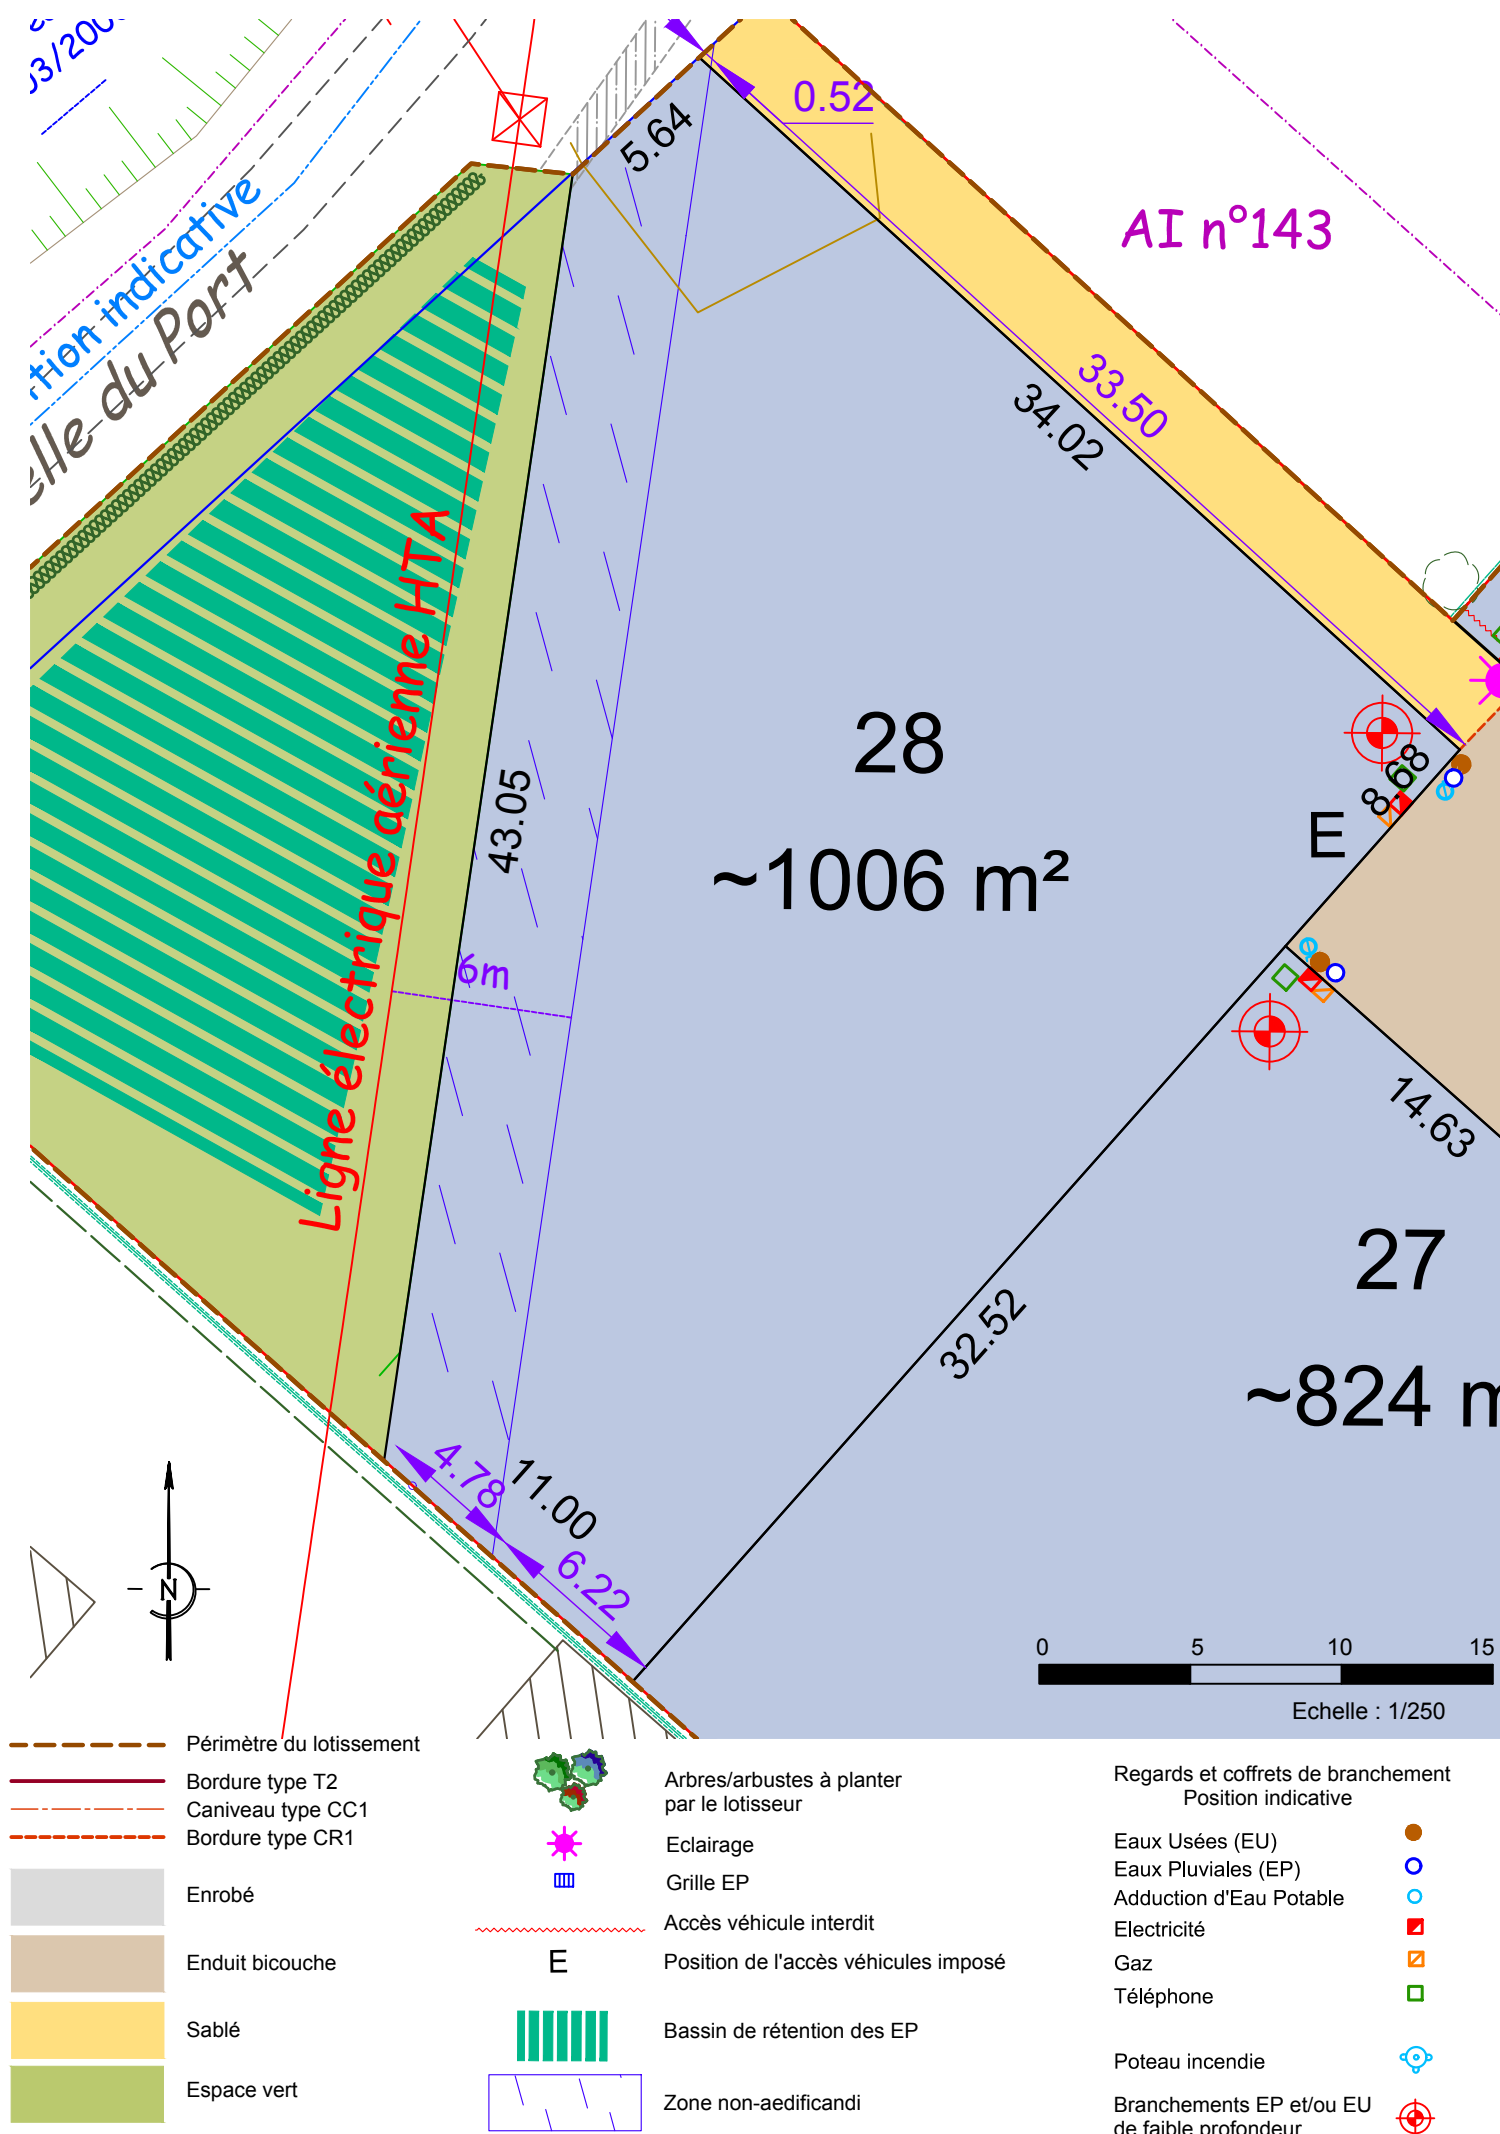 03/200
0.52
5.64
AI n°143
tion indicative
elle du Port
33.50
34.02
Ligne électrique aérienne HTA
28
~1006 m²
43.05
8.68
E
6m
14.63
27
~824 m
32.52
4.78
11.00
6.22
N
0 5 10 15
Echelle : 1/250
Périmètre du lotissement
Bordure type T2
Caniveau type CC1
Bordure type CR1
Enrobé
Enduit bicouche
Sablé
Espace vert
Arbres/arbustes à planter
par le lotisseur
Eclairage
Grille EP
Accès véhicule interdit
E
Position de l'accès véhicules imposé
Bassin de rétention des EP
Zone non-aedificandi
Regards et coffrets de branchement
Position indicative
Eaux Usées (EU)
Eaux Pluviales (EP)
Adduction d'Eau Potable
Electricité
Gaz
Téléphone
Poteau incendie
Branchements EP et/ou EU
de faible profondeur